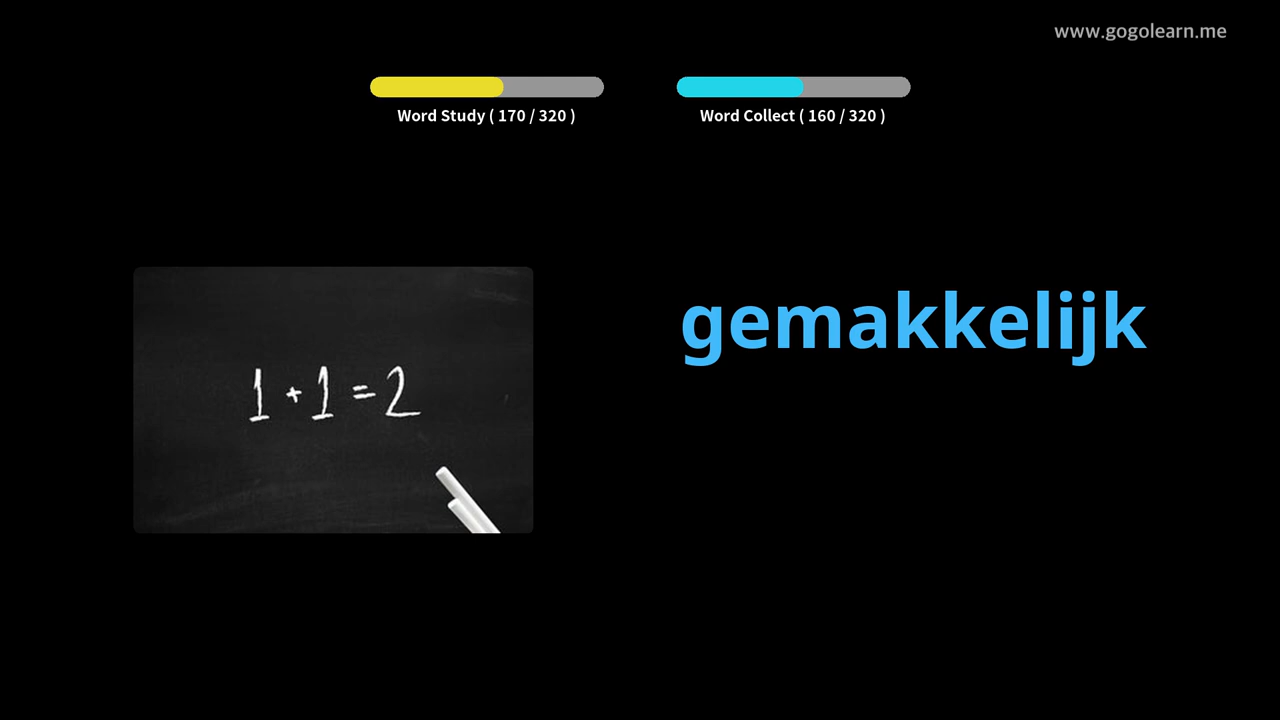 www.gogolearn.me
Word Study ( 170 / 320 )
Word Collect ( 160 / 320 )
1 + 1 = 2
gemakkelijk